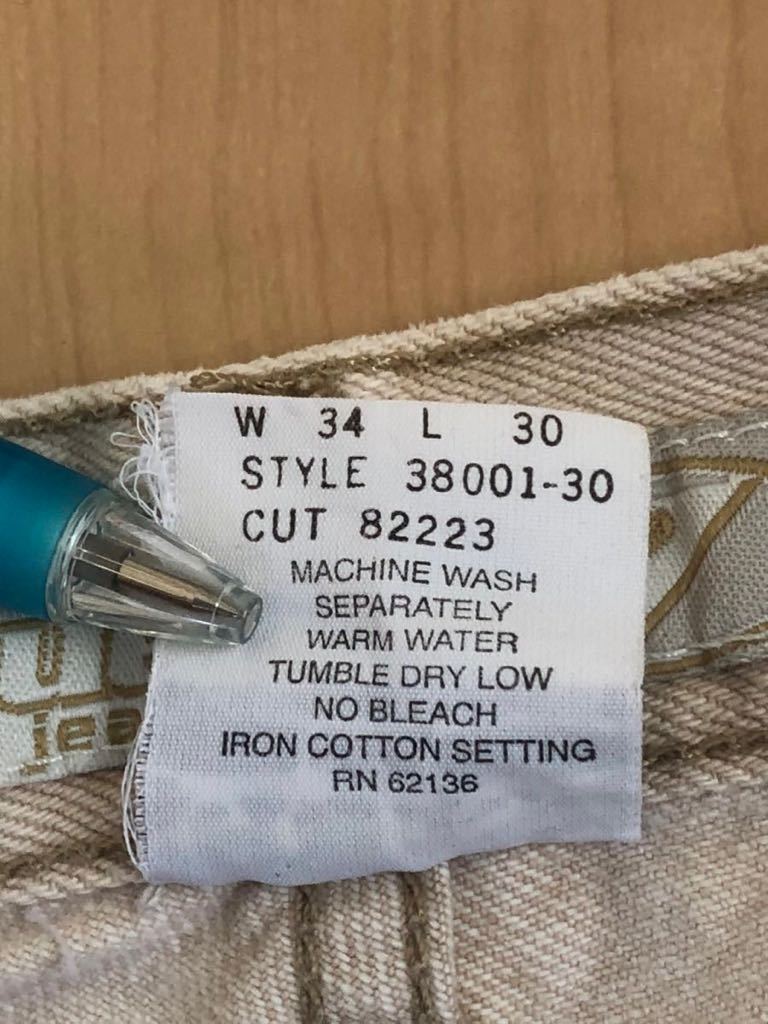 W 34 L 30
STYLE 38001-30
CUT 82223
MACHINE WASH
SEPARATELY
WARM WATER
TUMBLE DRY LOW
NO BLEACH
IRON COTTON SETTING
RN 62136